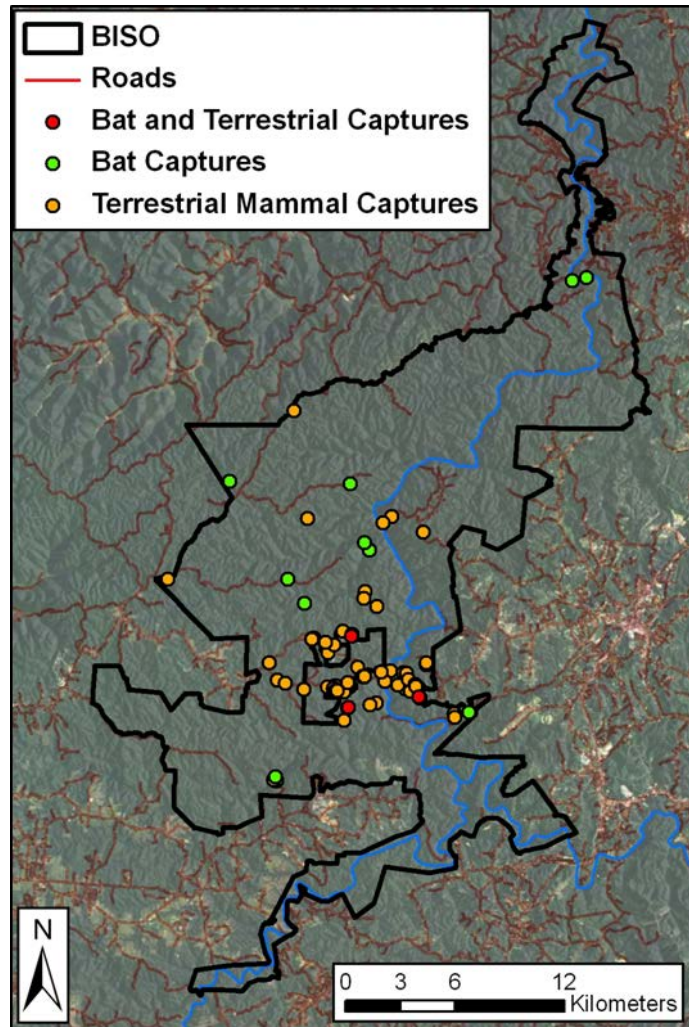 BISO
Roads
Bat and Terrestrial Captures
Bat Captures
Terrestrial Mammal Captures
N
0 3 6 12
Kilometers